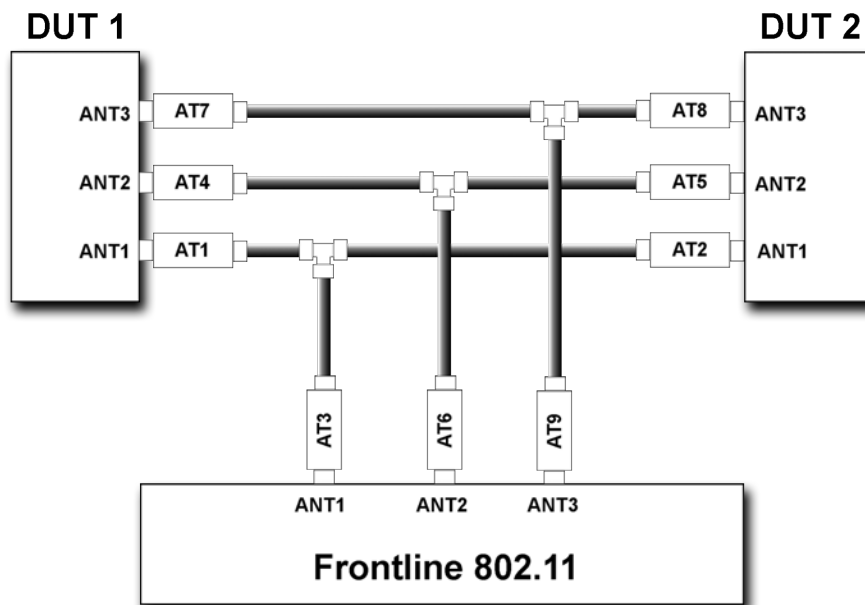 DUT 1
DUT 2
ANT3 AT7 AT8 ANT3
ANT2 AT4 AT5 ANT2
ANT1 AT1 AT2 ANT1
AT3 AT6 AT9
ANT1 ANT2 ANT3
Frontline 802.11